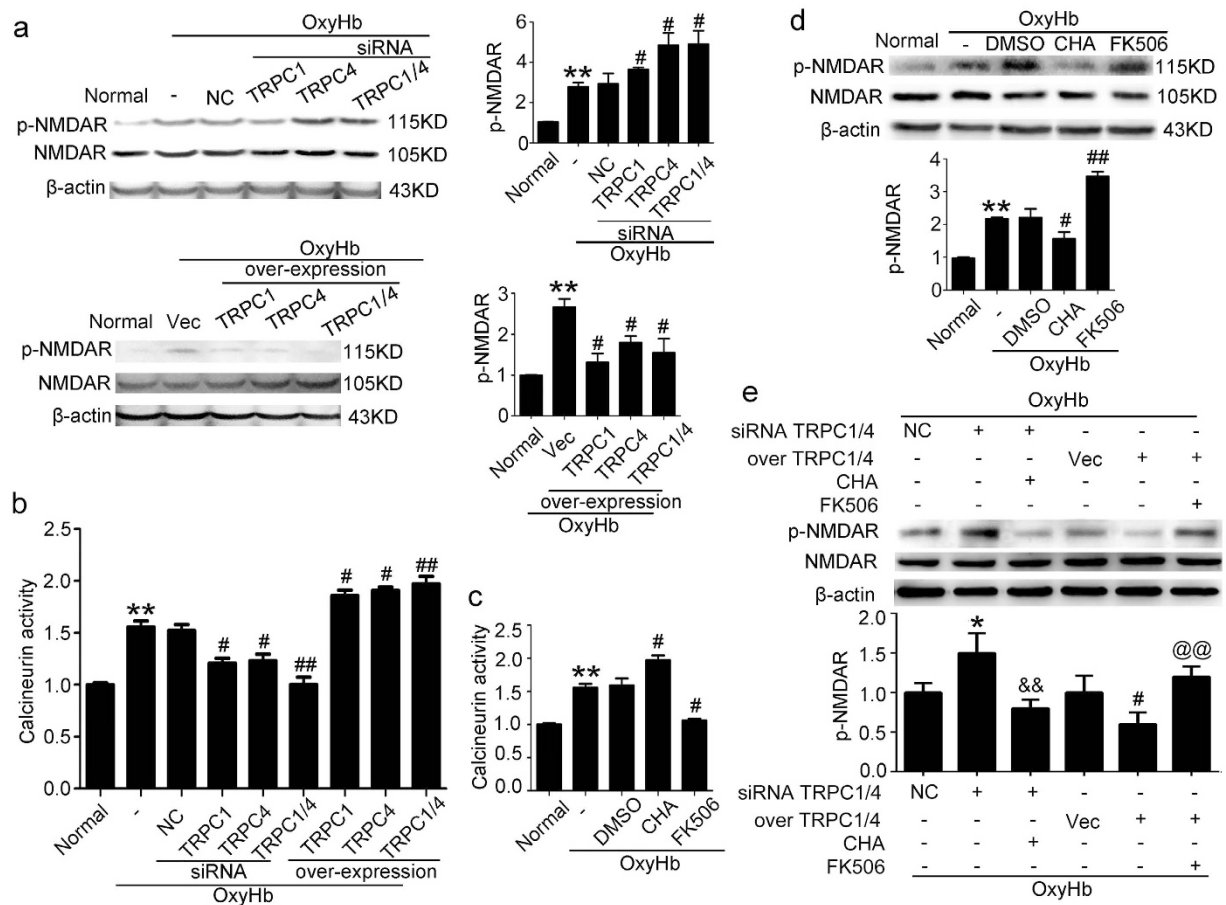 a
OxyHb
siRNA
Normal - NC TRPC1 TRPC4 TRPC1/4
p-NMDAR 115KD
NMDAR 105KD
β-actin 43KD
p-NMDAR
6
4
2
0
** # # #
Normal - NC TRPC1 TRPC4 TRPC1/4
siRNA
OxyHb
OxyHb
over-expression
Normal Vec TRPC1 TRPC4 TRPC1/4
p-NMDAR 115KD
NMDAR 105KD
β-actin 43KD
p-NMDAR
3
2
1
0
** # # #
Normal Vec TRPC1 TRPC4 TRPC1/4
over-expression
OxyHb
b
Calcineurin activity
2.5
2.0
1.5
1.0
0.5
0.0
** # # ## # # ##
Normal - NC TRPC1 TRPC4 TRPC1/4 TRPC1 TRPC4 TRPC1/4
siRNA over-expression
OxyHb
c
Calcineurin activity
2.5
2.0
1.5
1.0
0.5
0.0
** # #
Normal - DMSO CHA FK506
OxyHb
d
OxyHb
Normal - DMSO CHA FK506
p-NMDAR 115KD
NMDAR 105KD
β-actin 43KD
p-NMDAR
4
3
2
1
0
** # ##
Normal - DMSO CHA FK506
OxyHb
e
OxyHb
siRNA TRPC1/4 NC + + - - -
over TRPC1/4 - - - Vec + +
CHA - - + - - -
FK506 - - - - - +
p-NMDAR
NMDAR
β-actin
p-NMDAR
2.0
1.5
1.0
0.5
0.0
* && # @@
siRNA TRPC1/4 NC + + - - -
over TRPC1/4 - - - Vec + +
CHA - - + - - -
FK506 - - - - - +
OxyHb